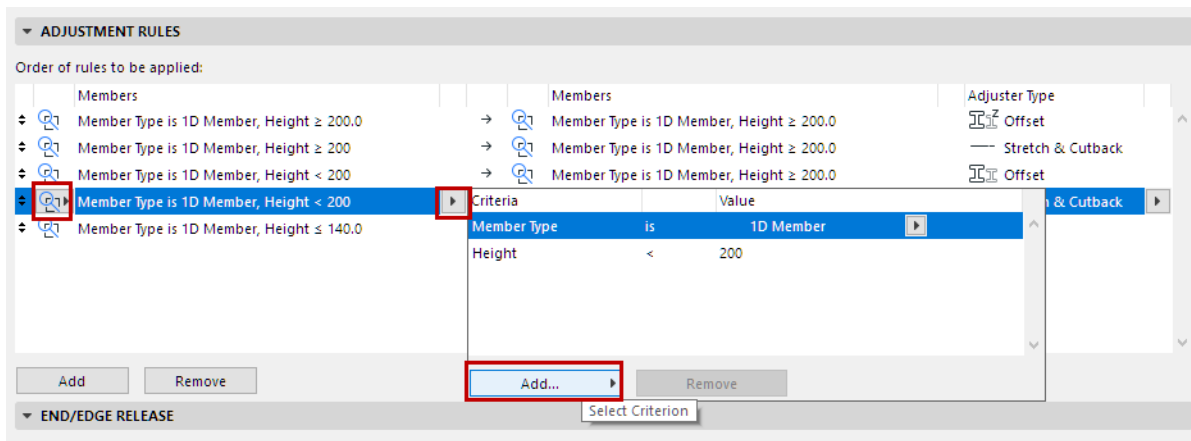 ADJUSTMENT RULES
Order of rules to be applied:
Members Members Adjuster Type
Member Type is 1D Member, Height ≥ 200.0 → Member Type is 1D Member, Height ≥ 200.0 Offset
Member Type is 1D Member, Height ≥ 200 → Member Type is 1D Member, Height ≥ 200.0 Stretch & Cutback
Member Type is 1D Member, Height < 200 → Member Type is 1D Member, Height ≥ 200.0 Offset
Member Type is 1D Member, Height < 200 Criteria Value & Cutback
Member Type is 1D Member, Height ≤ 140.0 Member Type is 1D Member
Height < 200
Add Remove Add... Remove
Select Criterion
END/EDGE RELEASE